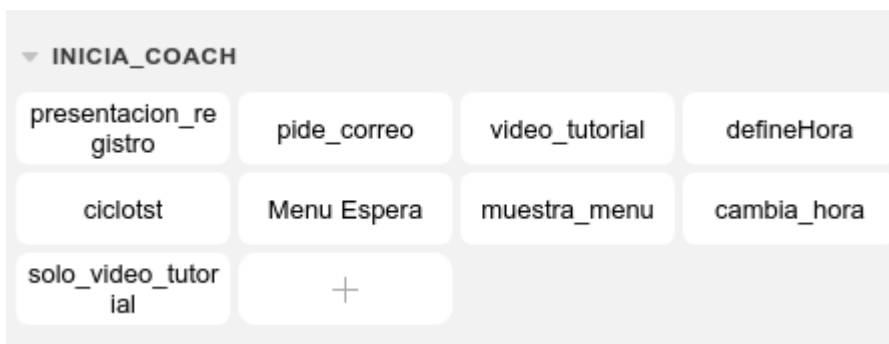 INICIA_COACH
presentacion_re
gistro
pide_correo
video_tutorial
defineHora
ciclotst
Menu Espera
muestra_menu
cambia_hora
solo_video_tutor
ial